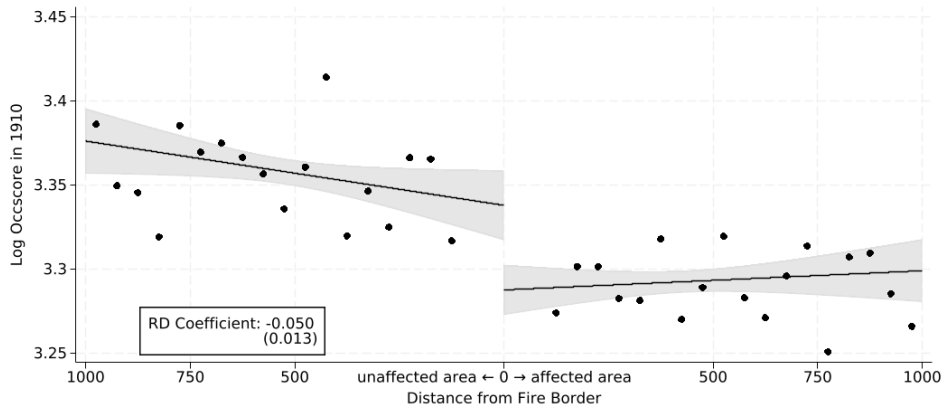 3.45
3.4
3.35
3.3
3.25
Log Occscore in 1910
RD Coefficient: -0.050
(0.013)
1000 750 500 unaffected area ← 0 → affected area 500 750 1000
Distance from Fire Border